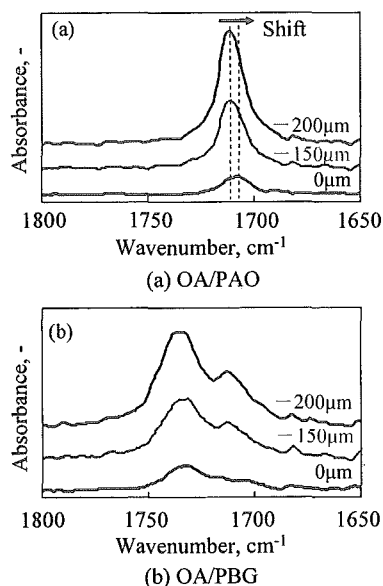 (a)
Shift
Absorbance, -
−200μm
−150μm
0μm
1800 1750 1700 1650
Wavenumber, cm-1
(a) OA/PAO
(b)
Absorbance, -
−200μm
−150μm
0μm
1800 1750 1700 1650
Wavenumber, cm-1
(b) OA/PBG